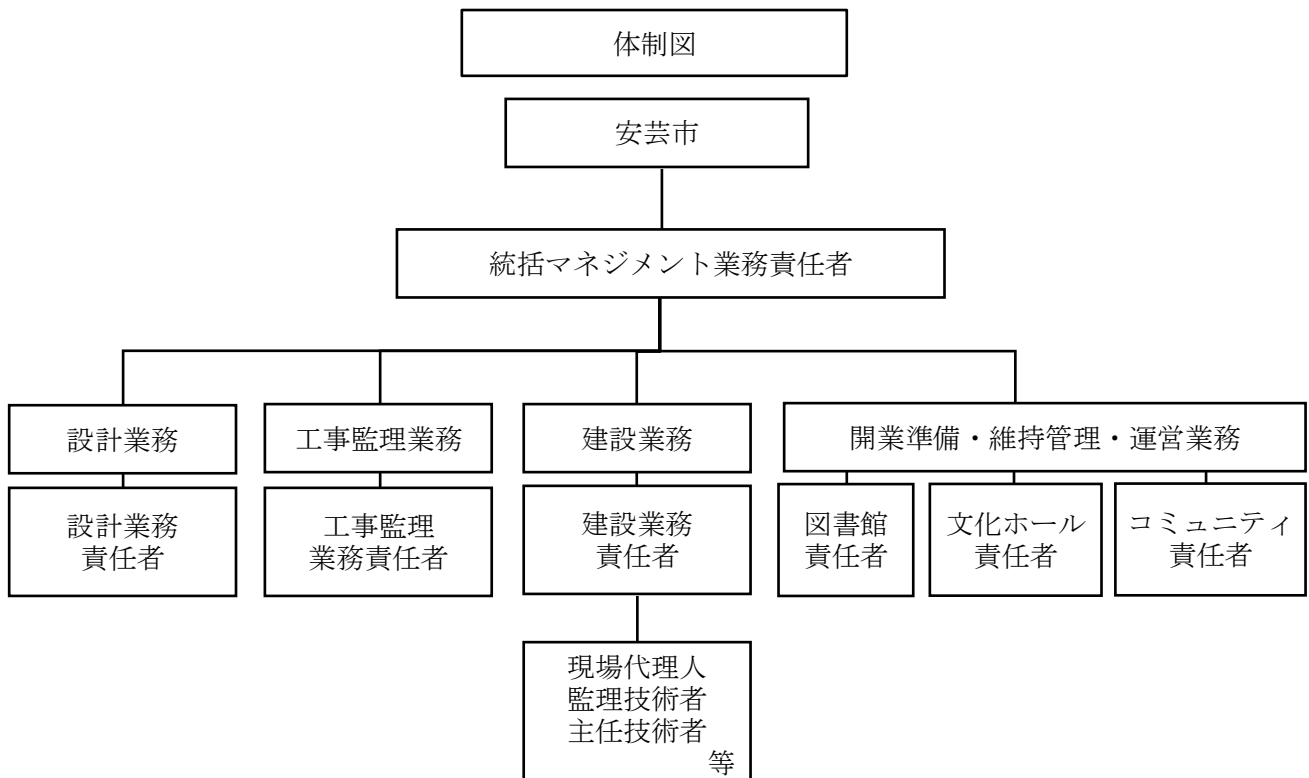 体制図
安芸市
統括マネジメント業務責任者
設計業務
工事監理業務
建設業務
開業準備・維持管理・運営業務
設計業務
責任者
工事監理
業務責任者
建設業務
責任者
図書館
責任者
文化ホール
責任者
コミュニティ
責任者
現場代理人
監理技術者
主任技術者
等